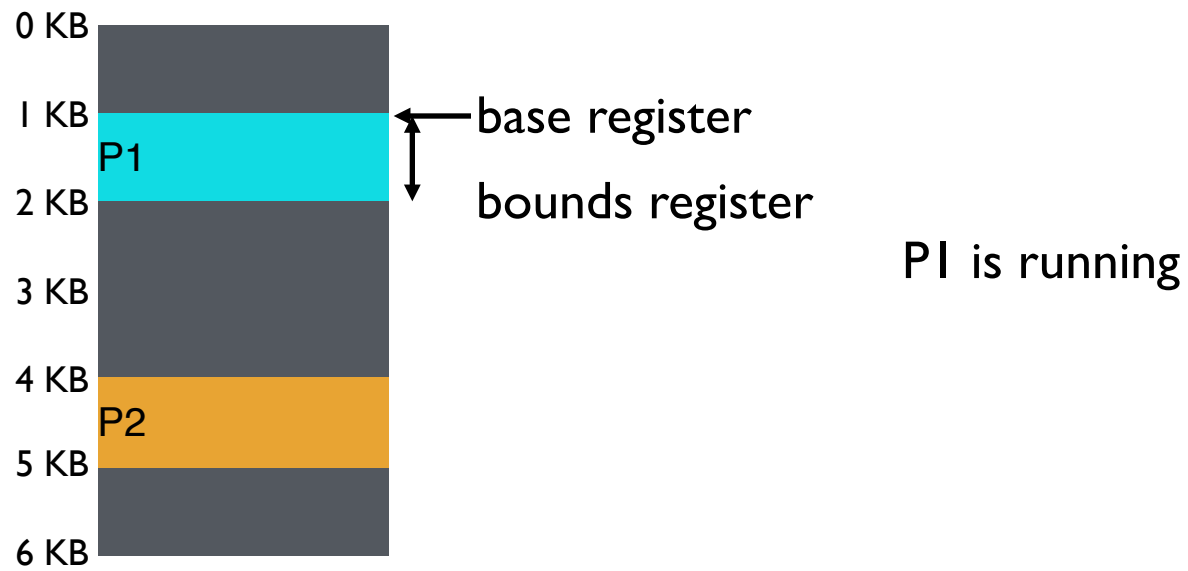 0 KB
1 KB
base register
P1
2 KB
bounds register
P1 is running
3 KB
4 KB
P2
5 KB
6 KB